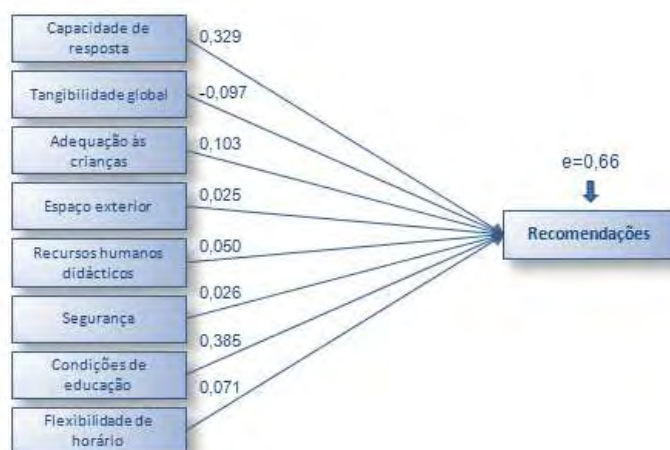 Capacidade de
resposta
0,329
Tangibilidade global
-0,097
Adequação às
crianças
0,103
Espaço exterior
0,025
Recursos humanos
didácticos
0,050
Segurança
0,026
Condições de
educação
0,385
Flexibilidade de
horário
0,071
e=0,66
Recomendações